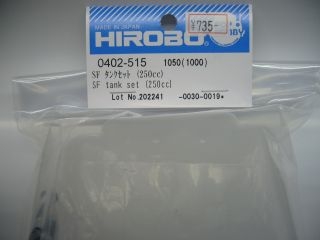 MADE IN JAPAN
¥735
HIROBO
0402-515 1050(1000)
SF タンクセット (250cc)
SF tank set (250cc)
Lot No.202241 -0030-0019*